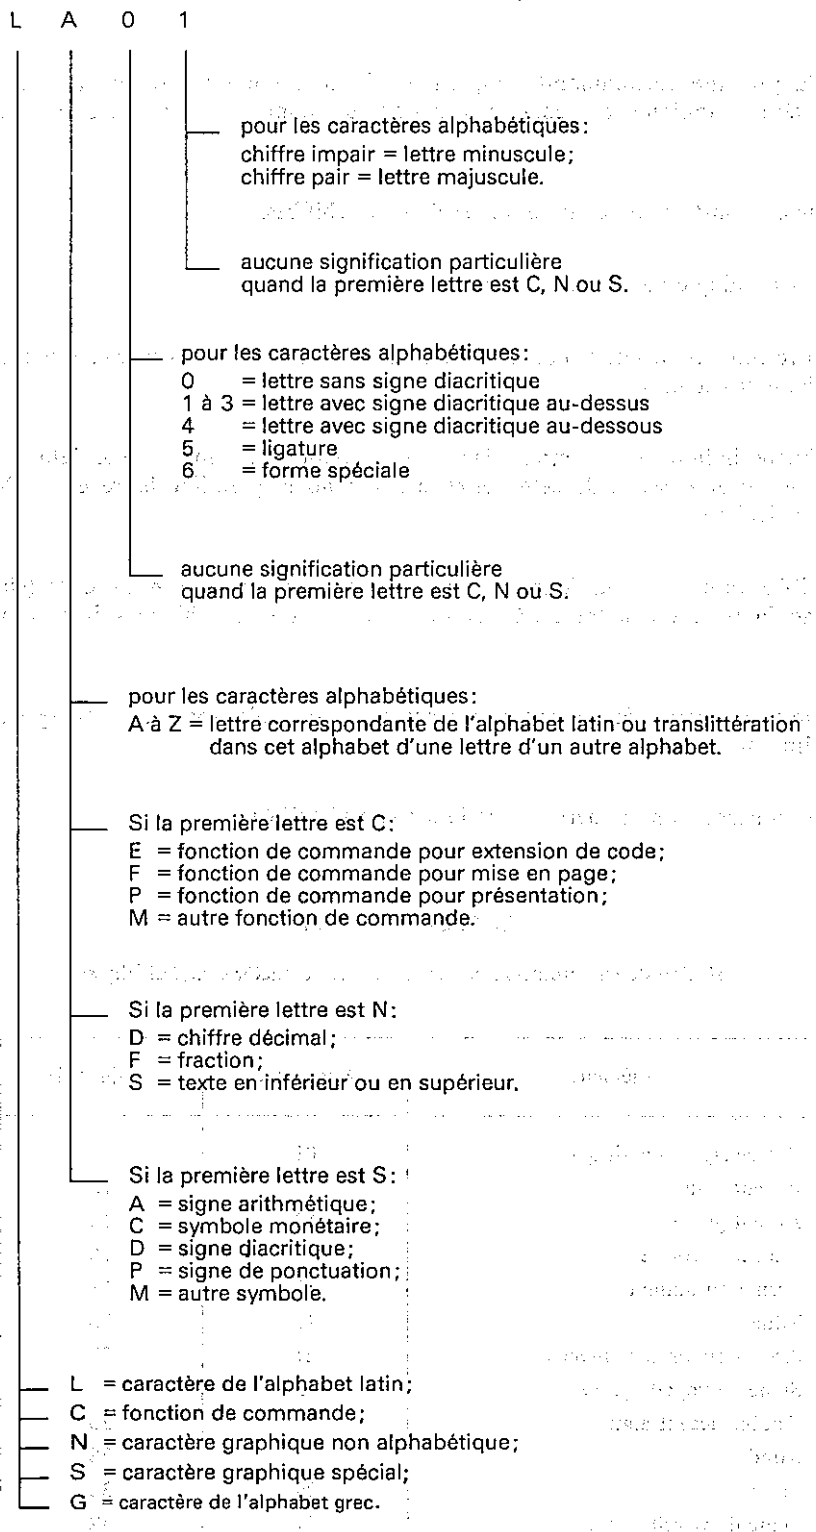 L A 0 1
pour les caractères alphabétiques:
chiffre impair = lettre minuscule;
chiffre pair = lettre majuscule.
aucune signification particulière
quand la première lettre est C, N ou S.
pour les caractères alphabétiques:
0 = lettre sans signe diacritique
1 à 3 = lettre avec signe diacritique au-dessus
4 = lettre avec signe diacritique au-dessous
5 = ligature
6 = forme spéciale
aucune signification particulière
quand la première lettre est C, N ou S.
pour les caractères alphabétiques:
A à Z = lettre correspondante de l'alphabet latin ou translittération
dans cet alphabet d'une lettre d'un autre alphabet.
Si la première lettre est C:
E = fonction de commande pour extension de code;
F = fonction de commande pour mise en page;
P = fonction de commande pour présentation;
M = autre fonction de commande.
Si la première lettre est N:
D = chiffre décimal;
F = fraction;
S = texte en inférieur ou en supérieur.
Si la première lettre est S:
A = signe arithmétique;
C = symbole monétaire;
D = signe diacritique;
P = signe de ponctuation;
M = autre symbole.
L = caractère de l'alphabet latin;
C = fonction de commande;
N = caractère graphique non alphabétique;
S = caractère graphique spécial;
G = caractère de l'alphabet grec.